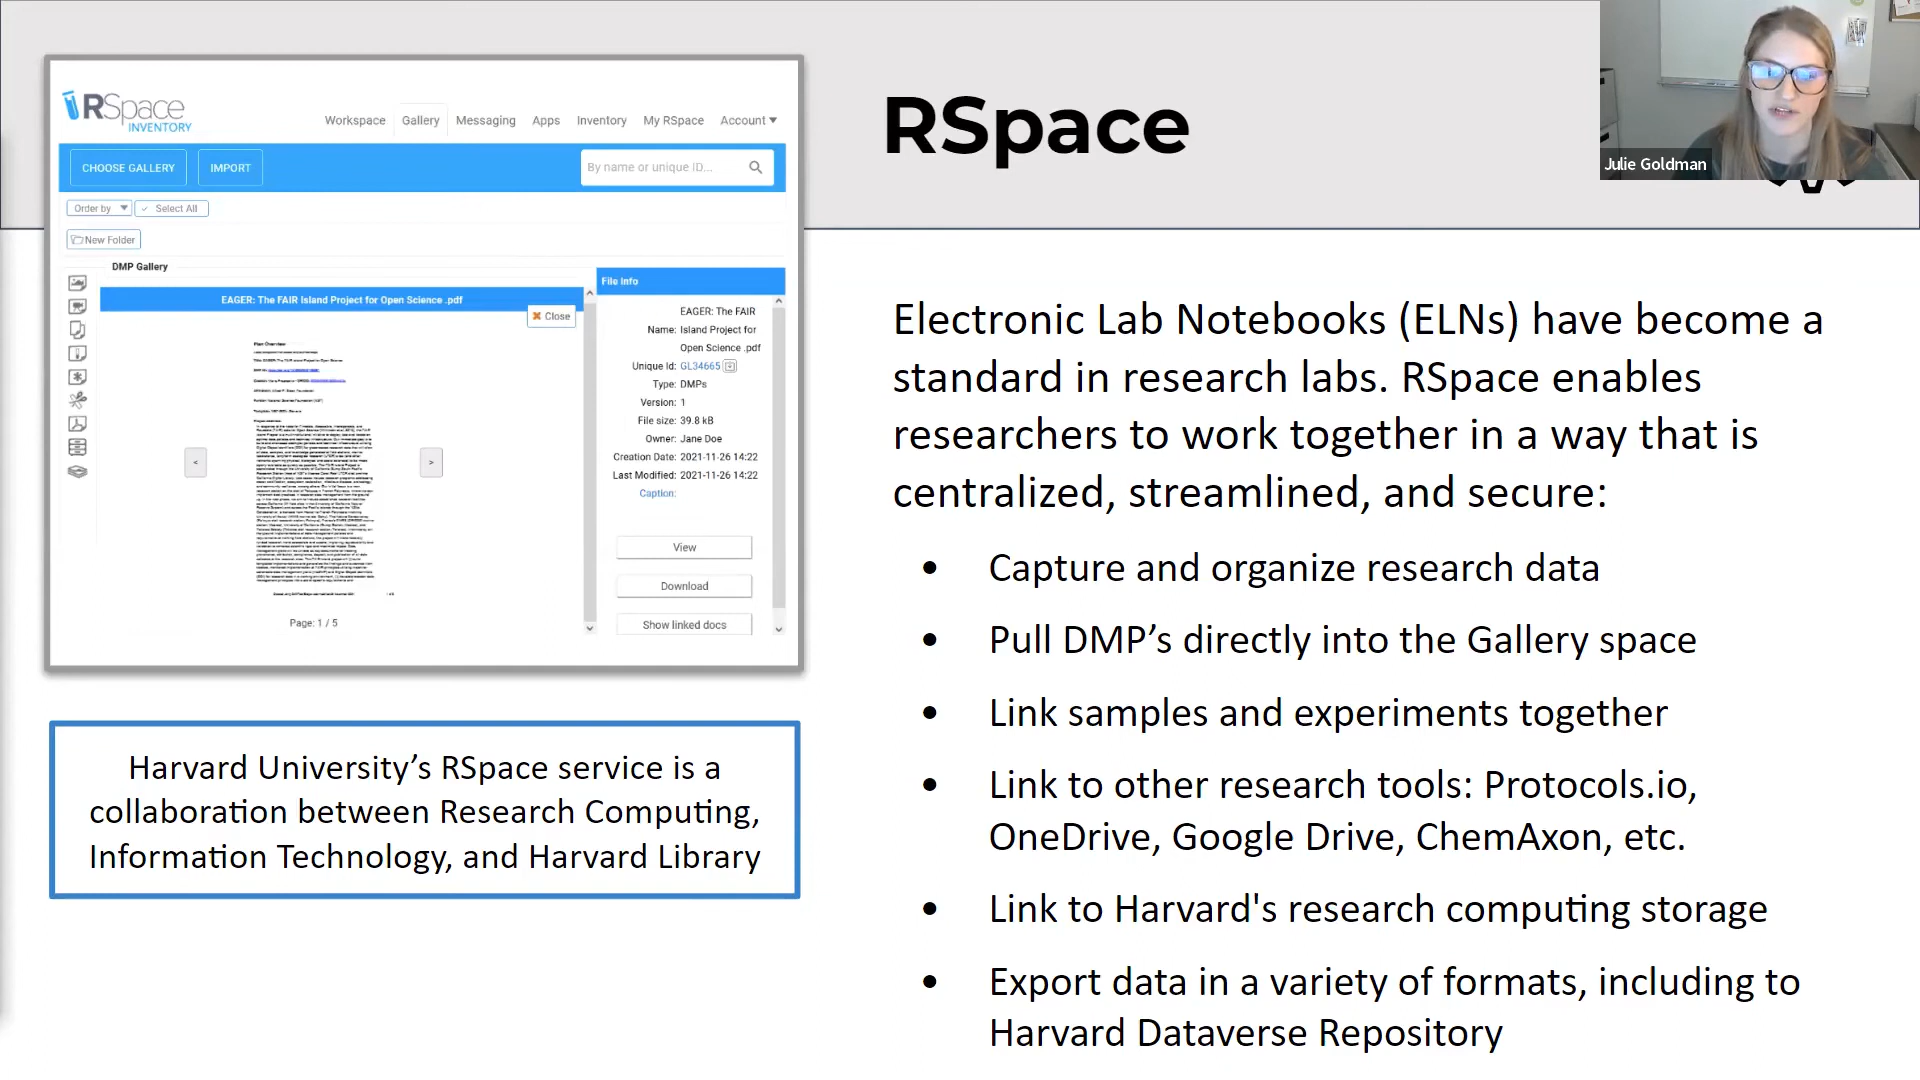 RSpace
INVENTORY
Workspace Gallery Messaging Apps Inventory My RSpace Account
CHOOSE GALLERY IMPORT By name or unique ID...
Order by Select All
New Folder
DMP Gallery
EAGER: The FAIR Island Project for Open Science .pdf
Close
Page: 1 / 5
File Info
Name: EAGER: The FAIR
Island Project for
Open Science .pdf
Unique Id: GL34665
Type: DMPs
Version: 1
File size: 39.8 kB
Owner: Jane Doe
Creation Date: 2021-11-26 14:22
Last Modified: 2021-11-26 14:22
Caption:
View
Download
Show linked docs
Harvard University’s RSpace service is a
collaboration between Research Computing,
Information Technology, and Harvard Library
RSpace
Julie Goldman
Electronic Lab Notebooks (ELNs) have become a
standard in research labs. RSpace enables
researchers to work together in a way that is
centralized, streamlined, and secure:
• Capture and organize research data
• Pull DMP’s directly into the Gallery space
• Link samples and experiments together
• Link to other research tools: Protocols.io,
OneDrive, Google Drive, ChemAxon, etc.
• Link to Harvard's research computing storage
• Export data in a variety of formats, including to
Harvard Dataverse Repository